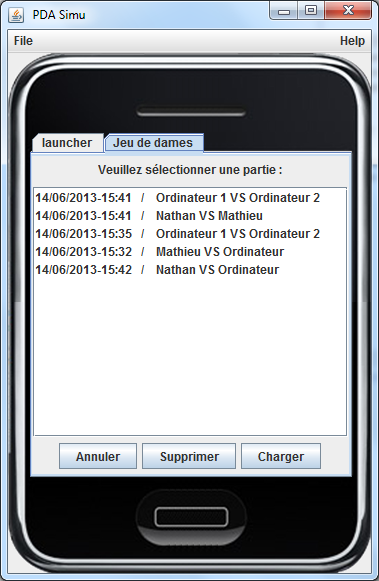 PDA Simu
File Help
launcher Jeu de dames
Veuillez sélectionner une partie :
14/06/2013-15:41 / Ordinateur 1 VS Ordinateur 2
14/06/2013-15:41 / Nathan VS Mathieu
14/06/2013-15:35 / Ordinateur 1 VS Ordinateur 2
14/06/2013-15:32 / Mathieu VS Ordinateur
14/06/2013-15:42 / Nathan VS Ordinateur
Annuler Supprimer Charger